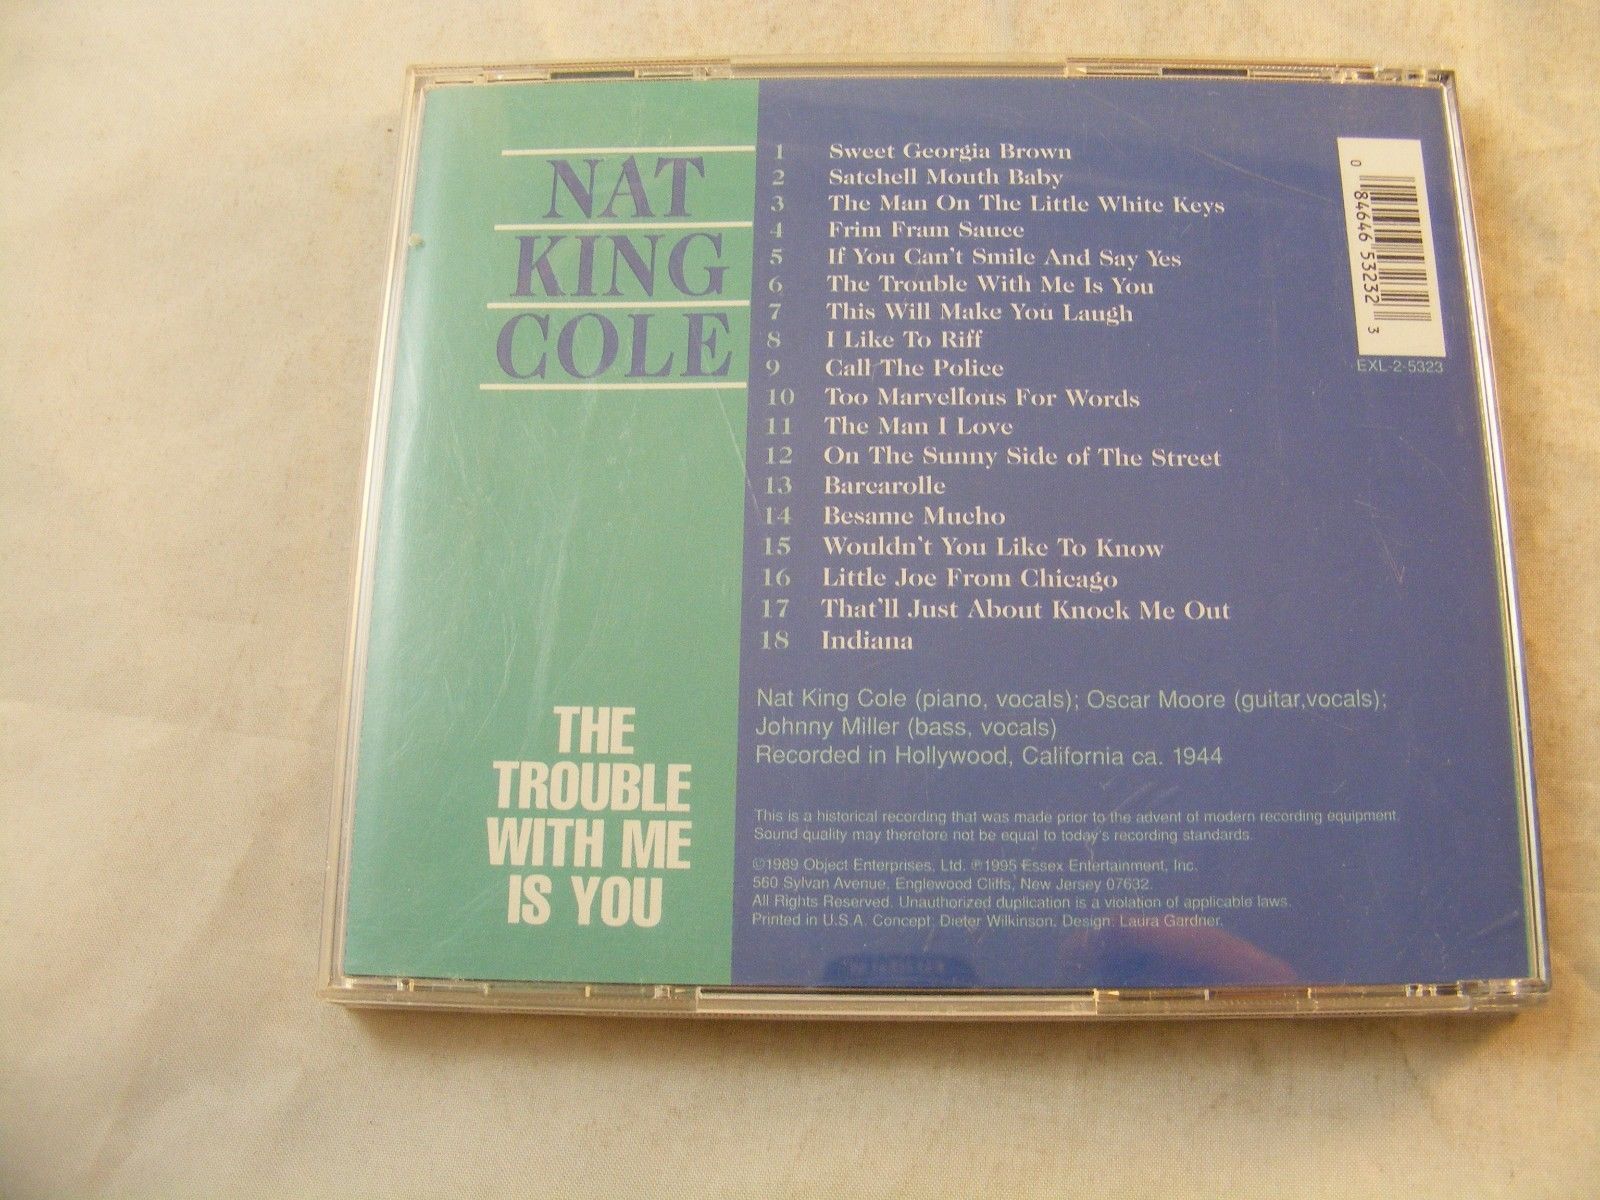 NAT
KING
COLE
THE
TROUBLE
WITH ME
IS YOU
1 Sweet Georgia Brown
2 Satchell Mouth Baby
3 The Man On The Little White Keys
4 Frim Fram Sauce
5 If You Can't Smile And Say Yes
6 The Trouble With Me Is You
7 This Will Make You Laugh
8 I Like To Riff
9 Call The Police
10 Too Marvellous For Words
11 The Man I Love
12 On The Sunny Side of The Street
13 Barcarolle
14 Besame Mucho
15 Wouldn't You Like To Know
16 Little Joe From Chicago
17 That'll Just About Knock Me Out
18 Indiana
Nat King Cole (piano, vocals); Oscar Moore (guitar,vocals);
Johnny Miller (bass, vocals)
Recorded in Hollywood, California ca. 1944
This is a historical recording that was made prior to the advent of modern recording equipment.
Sound quality may therefore not be equal to today's recording standards.
©1989 Object Enterprises, Ltd. ℗1995 Essex Entertainment, Inc.
560 Sylvan Avenue, Englewood Cliffs, New Jersey 07632.
All Rights Reserved. Unauthorized duplication is a violation of applicable laws.
Printed in U.S.A. Concept: Dieter Wilkinson. Design: Laura Gardner.
0 84646 53232 3
EXL-2-5323